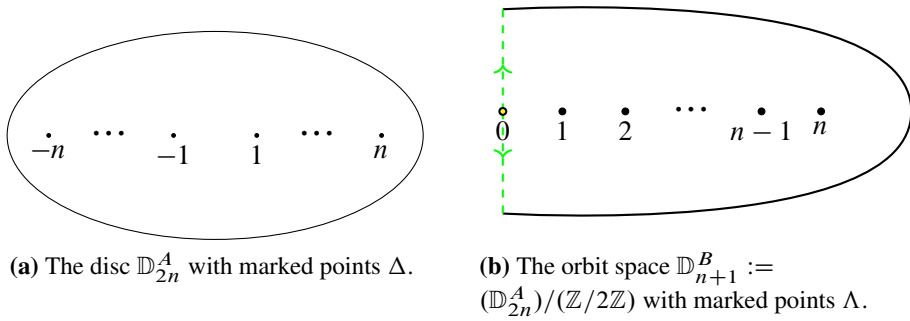 −n ··· −1 1 ··· n
0 1 2 ··· n − 1 n
(a) The disc 𝔻^A_{2n} with marked points Δ.
(b) The orbit space 𝔻^B_{n+1} :=
(𝔻^A_{2n})/(ℤ/2ℤ) with marked points Λ.